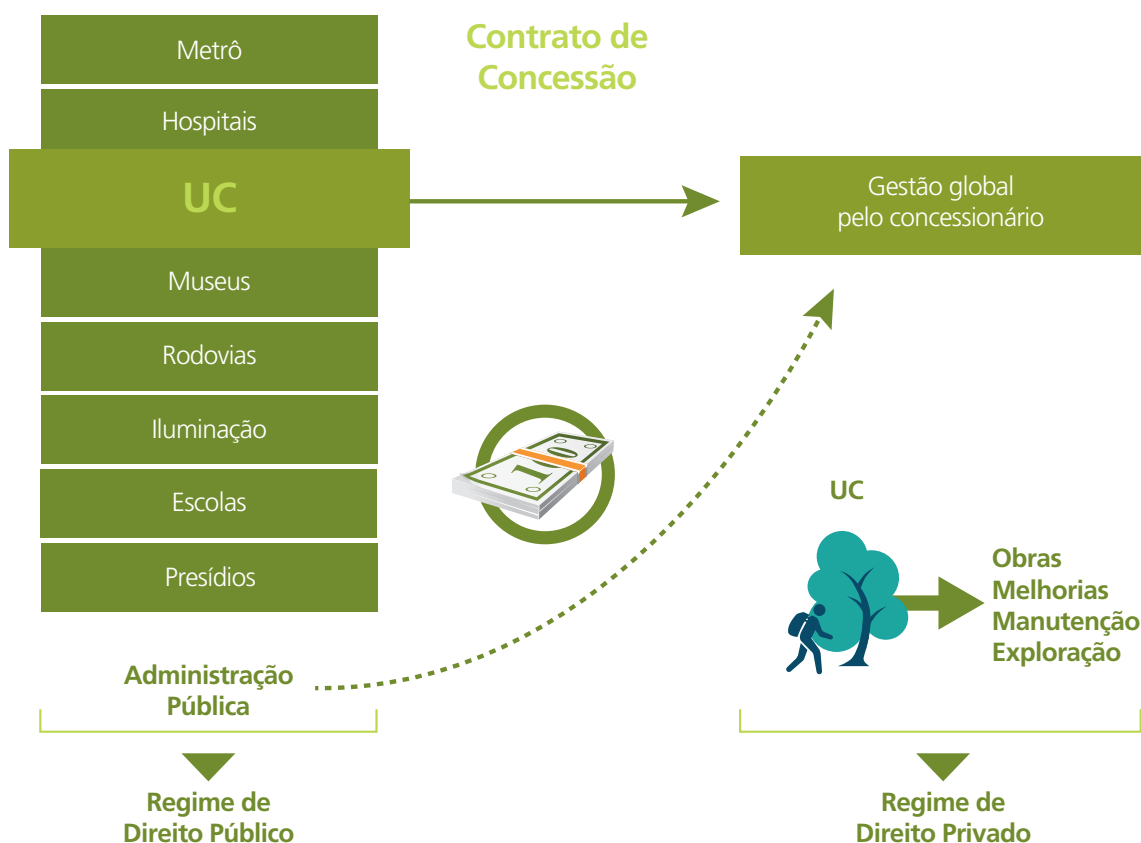 Metrô
Hospitais
UC
Museus
Rodovias
Iluminação
Escolas
Presídios
Administração
Pública
Regime de
Direito Público
Contrato de
Concessão
10
Gestão global
pelo concessionário
UC
Obras
Melhorias
Manutenção
Exploração
Regime de
Direito Privado